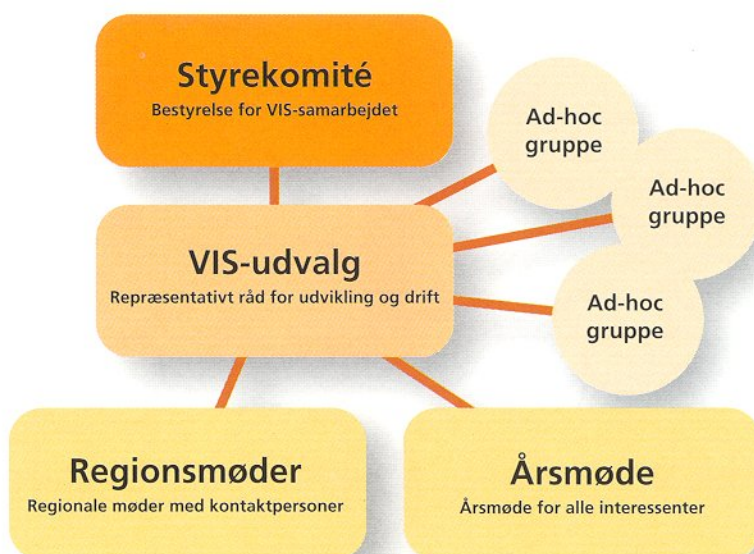 Styrekomité
Bestyrelse for VIS-samarbejdet
Ad-hoc
gruppe
Ad-hoc
gruppe
VIS-udvalg
Repræsentativt råd for udvikling og drift
Ad-hoc
gruppe
Regionsmøder
Regionale møder med kontaktpersoner
Årsmøde
Årsmøde for alle interessenter